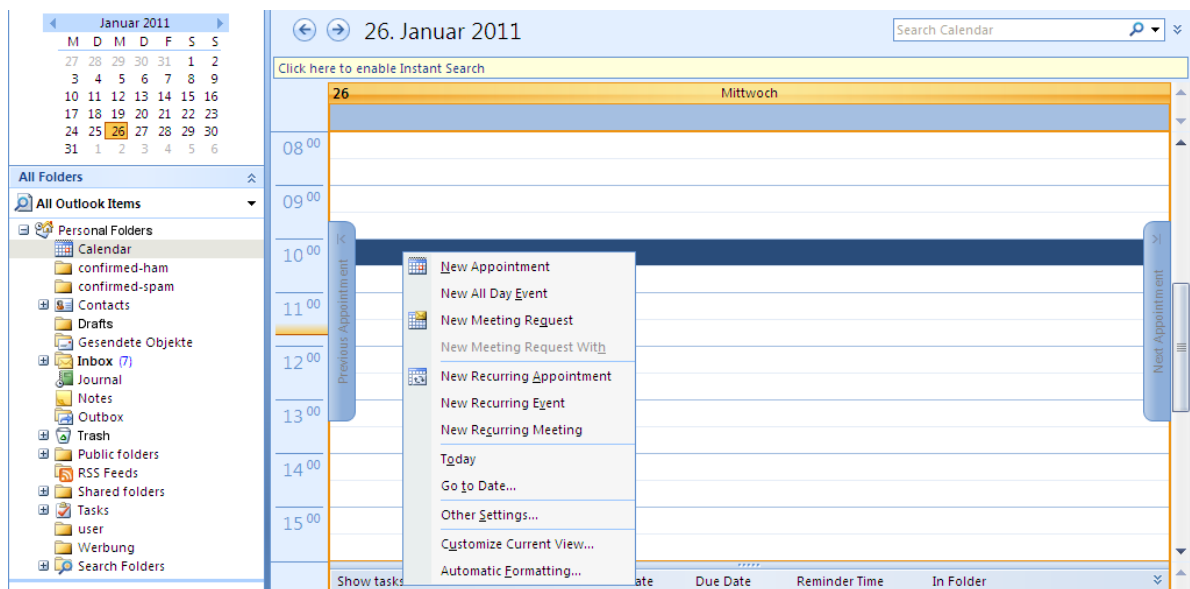 Januar 2011
M D M D F S S
27 28 29 30 31 1 2
3 4 5 6 7 8 9
10 11 12 13 14 15 16
17 18 19 20 21 22 23
24 25 26 27 28 29 30
31 1 2 3 4 5 6
All Folders
All Outlook Items
Personal Folders
Calendar
confirmed-ham
confirmed-spam
Contacts
Drafts
Gesendete Objekte
Inbox (7)
Journal
Notes
Outbox
Trash
Public folders
RSS Feeds
Shared folders
Tasks
user
Werbung
Search Folders
26. Januar 2011
Search Calendar
Click here to enable Instant Search
26 Mittwoch
08 00
09 00
10 00
11 00
12 00
13 00
14 00
15 00
Previous Appointment
Next Appointment
New Appointment
New All Day Event
New Meeting Request
New Meeting Request With
New Recurring Appointment
New Recurring Event
New Recurring Meeting
Today
Go to Date...
Other Settings...
Customize Current View...
Automatic Formatting...
Show tasks ate Due Date Reminder Time In Folder